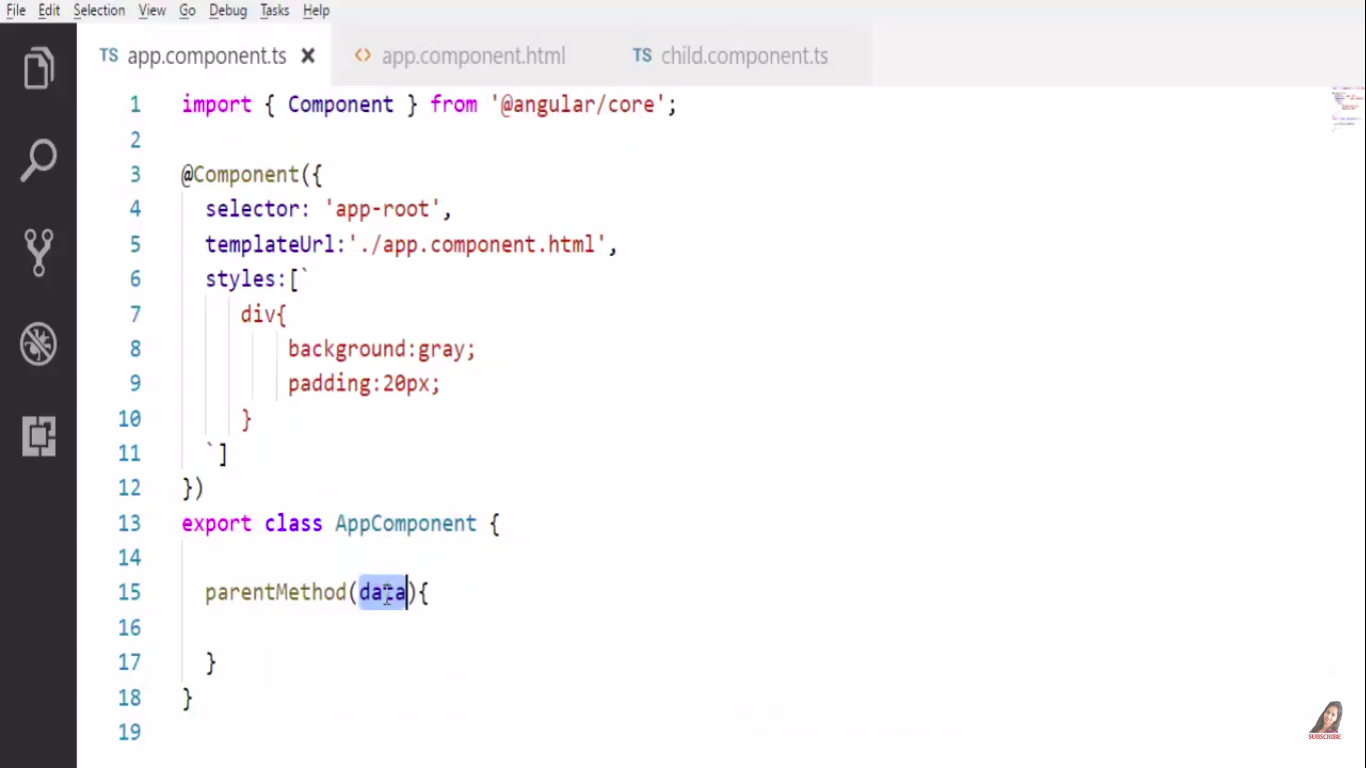 File Edit Selection View Go Debug Tasks Help
TS app.component.ts <> app.component.html TS child.component.ts
1 import { Component } from '@angular/core';
2
3 @Component({
4 selector: 'app-root',
5 templateUrl:'./app.component.html',
6 styles:[`
7 div{
8 background:gray;
9 padding:20px;
10 }
11 `]
12 })
13 export class AppComponent {
14
15 parentMethod(data){
16
17 }
18 }
19
SUBSCRIBE